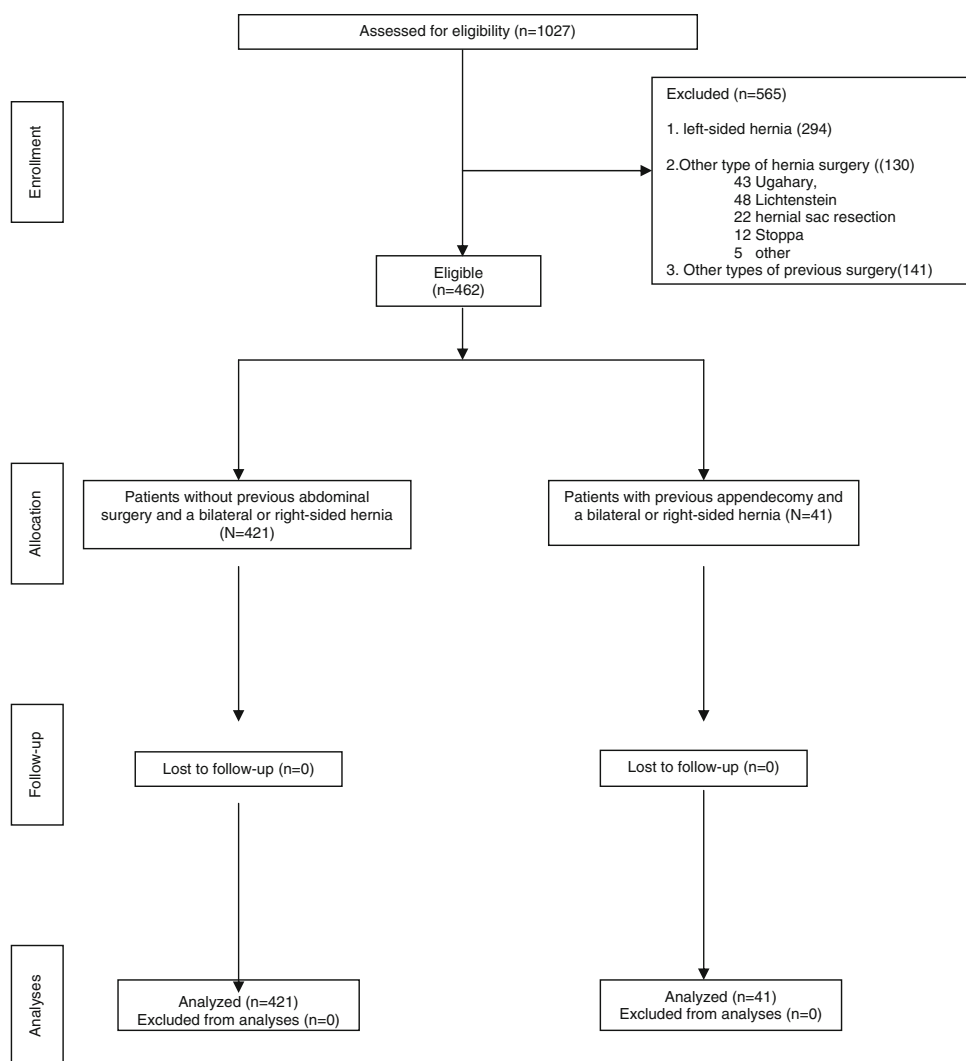 Assessed for eligibility (n=1027)
Enrollment
Excluded (n=565)
1. left-sided hernia (294)
2.Other type of hernia surgery ((130)
43 Ugahary,
48 Lichtenstein
22 hernial sac resection
12 Stoppa
5 other
3. Other types of previous surgery(141)
Eligible
(n=462)
Allocation
Patients without previous abdominal
surgery and a bilateral or right-sided hernia
(N=421)
Patients with previous appendecomy and
a bilateral or right-sided hernia (N=41)
Follow-up
Lost to follow-up (n=0)
Lost to follow-up (n=0)
Analyses
Analyzed (n=421)
Excluded from analyses (n=0)
Analyzed (n=41)
Excluded from analyses (n=0)